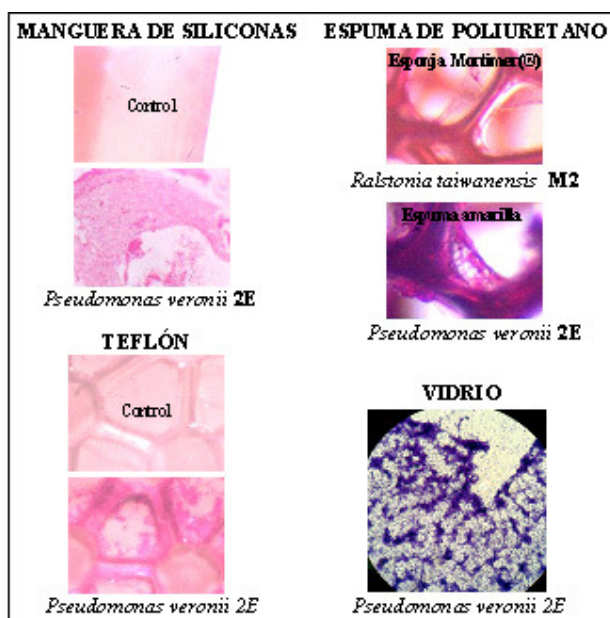 MANGUERA DE SILICONAS
Control
Pseudomonas veronii 2E
TEFLÓN
Control
Pseudomonas veronii 2E
ESPUMA DE POLIURETANO
Esponja Mortimer(®)
Ralstonia taiwanensis M2
Espuma amarilla
Pseudomonas veronii 2E
VIDRIO
Pseudomonas veronii 2E